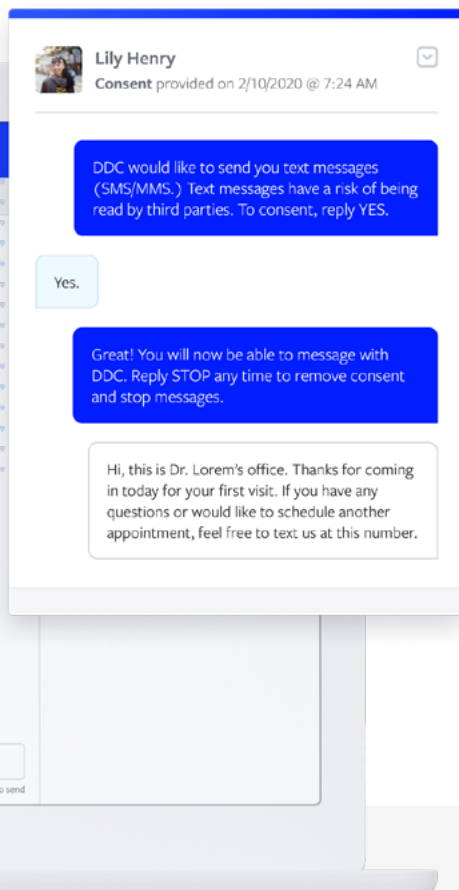 Lily Henry
Consent provided on 2/10/2020 @ 7:24 AM
DDC would like to send you text messages
(SMS/MMS.) Text messages have a risk of being
read by third parties. To consent, reply YES.
Yes.
Great! You will now be able to message with
DDC. Reply STOP any time to remove consent
and stop messages.
Hi, this is Dr. Lorem’s office. Thanks for coming
in today for your first visit. If you have any
questions or would like to schedule another
appointment, feel free to text us at this number.
send